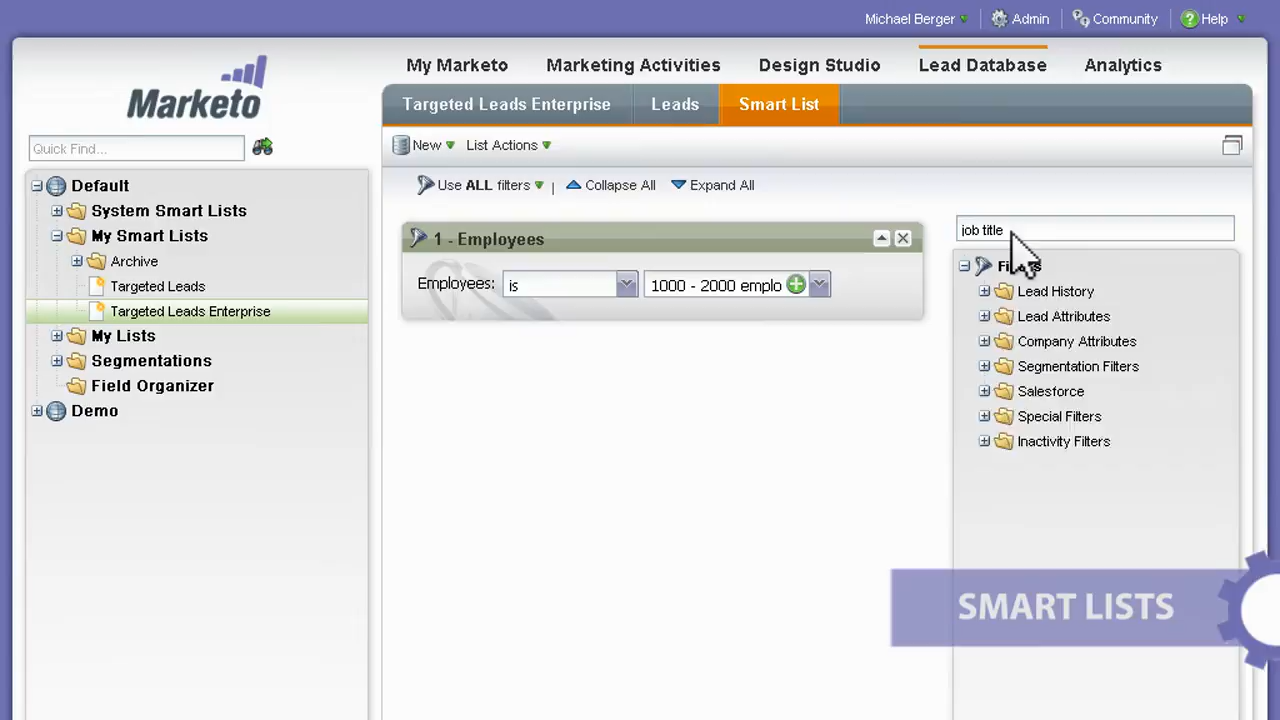 Michael Berger
Admin
Community
Help
Marketo
My Marketo
Marketing Activities
Design Studio
Lead Database
Analytics
Targeted Leads Enterprise
Leads
Smart List
Quick Find...
New
List Actions
Use ALL filters
Collapse All
Expand All
Default
System Smart Lists
My Smart Lists
Archive
Targeted Leads
Targeted Leads Enterprise
My Lists
Segmentations
Field Organizer
Demo
1 - Employees
Employees:
is
1000 - 2000 emplo
job title
Lead History
Lead Attributes
Company Attributes
Segmentation Filters
Salesforce
Special Filters
Inactivity Filters
SMART LISTS